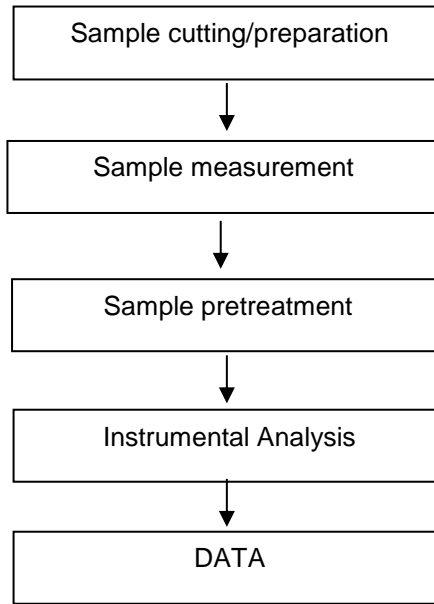 Sample cutting/preparation
Sample measurement
Sample pretreatment
Instrumental Analysis
DATA